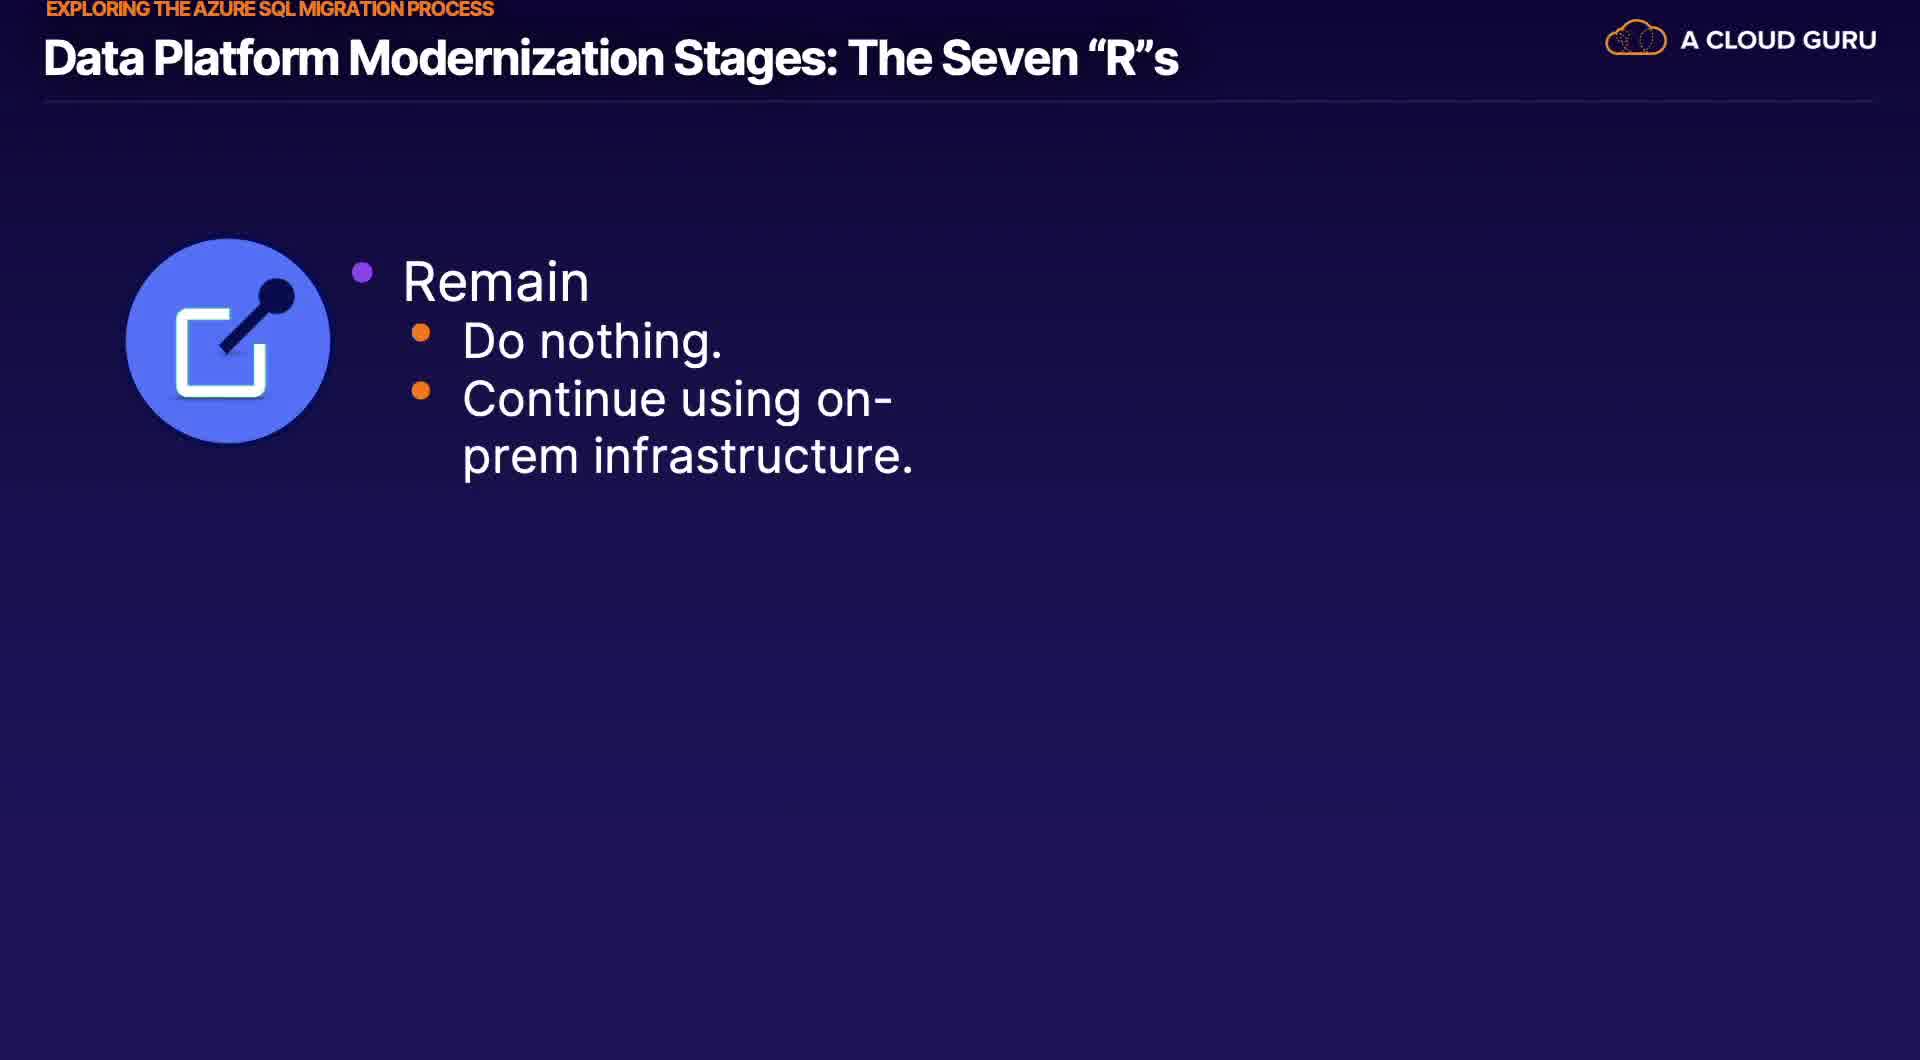 EXPLORING THE AZURE SQL MIGRATION PROCESS
Data Platform Modernization Stages: The Seven “R”s
A CLOUD GURU
Remain
Do nothing.
Continue using on-
prem infrastructure.